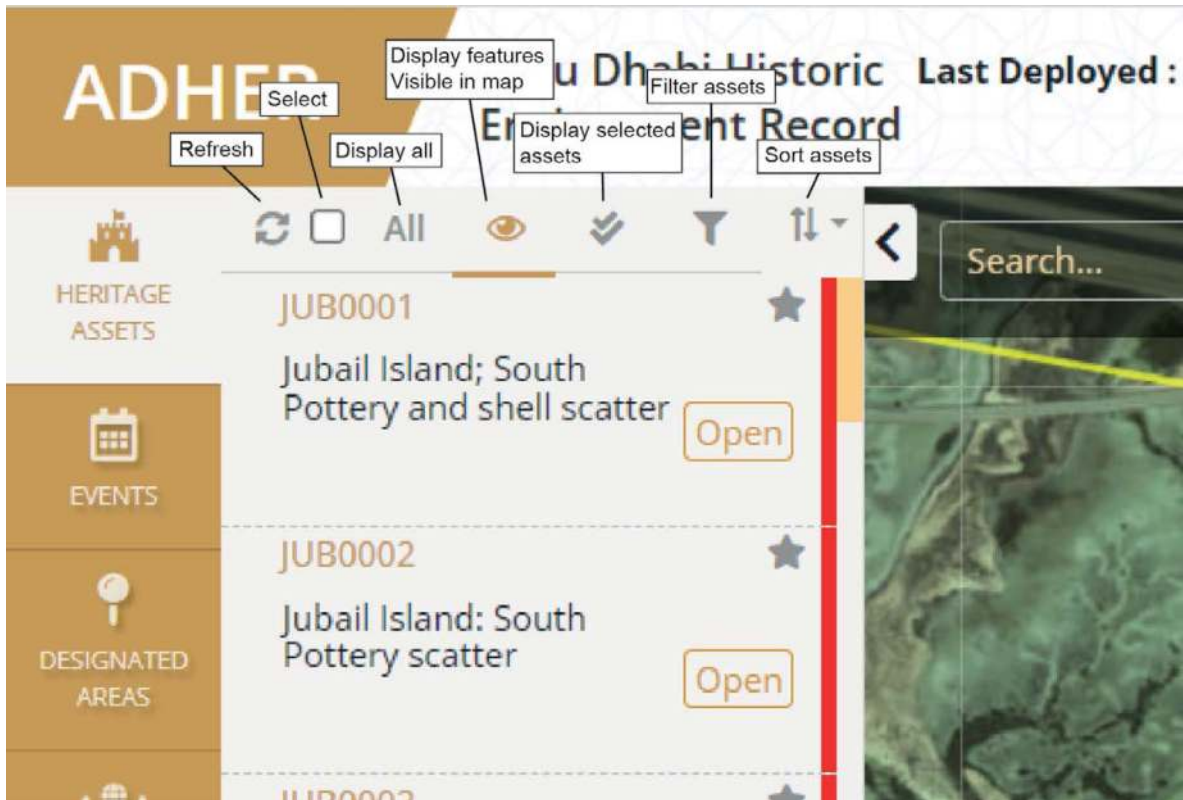 ADHER
u Dhabi Historic
Record
Last Deployed :
Display features
Visible in map
Filter assets
Select
Display selected
assets
Refresh
Display all
Sort assets
All
Search...
HERITAGE
ASSETS
EVENTS
DESIGNATED
AREAS
JUB0001
Jubail Island; South
Pottery and shell scatter
Open
JUB0002
Jubail Island: South
Pottery scatter
Open
JUB0003